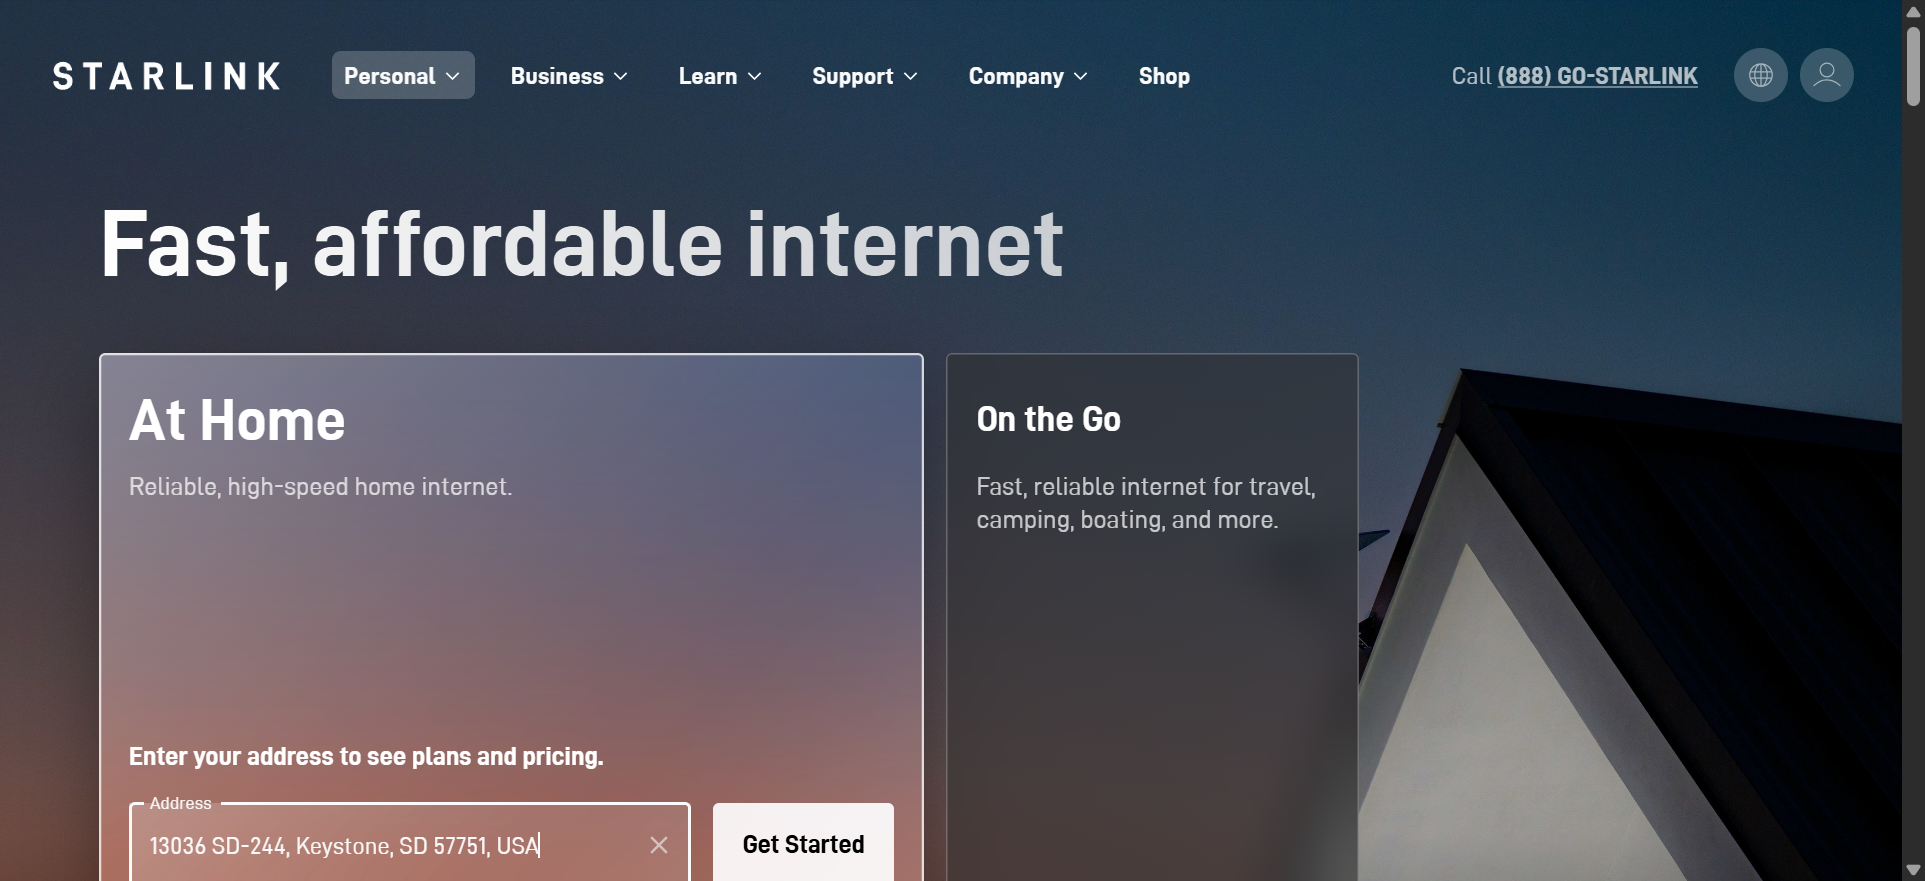 STARLINK
Personal
Business
Learn
Support
Company
Shop
Call (888) GO-STARLINK
Fast, affordable internet
At Home
Reliable, high-speed home internet.
Enter your address to see plans and pricing.
Address
13036 SD-244, Keystone, SD 57751, USA
Get Started
On the Go
Fast, reliable internet for travel,
camping, boating, and more.